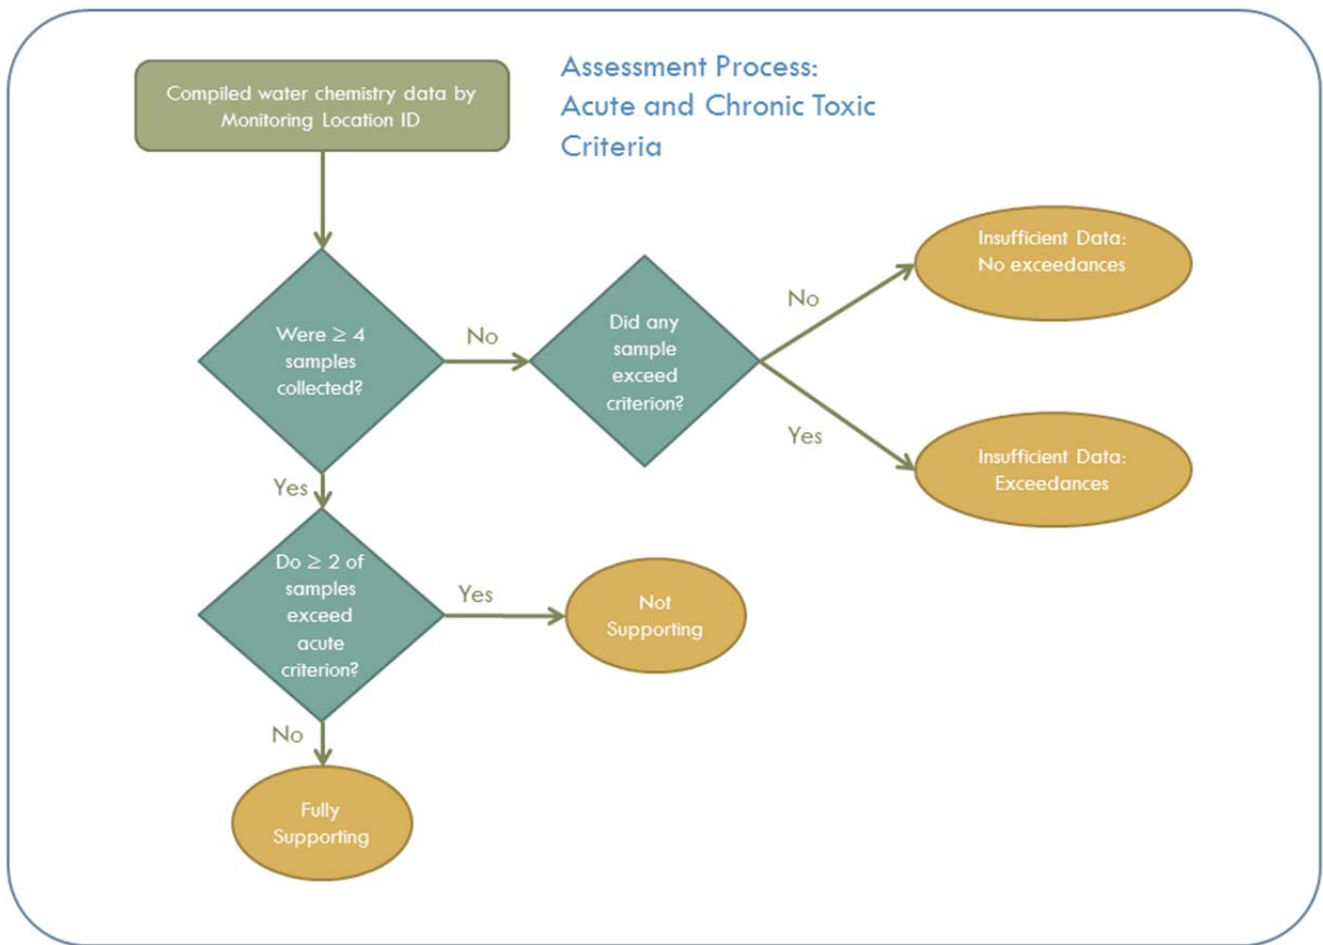 Assessment Process:
Acute and Chronic Toxic
Criteria
Compiled water chemistry data by
Monitoring Location ID
Were ≥ 4
samples
collected?
No
Did any
sample
exceed
criterion?
No
Insufficient Data:
No exceedances
Yes
Insufficient Data:
Exceedances
Yes
Do ≥ 2 of
samples
exceed
acute
criterion?
Yes
Not
Supporting
No
Fully
Supporting